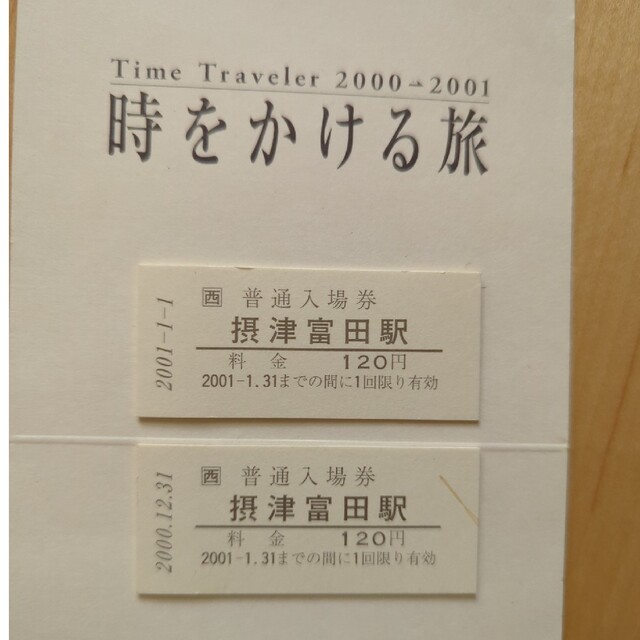 Time Traveler 2000→2001
時をかける旅
2001-1-1
西 普通入場券
摂津富田駅
料 金 120円
2001-1.31までの間に1回限り有効
2000.12.31
西 普通入場券
摂津富田駅
料 金 120円
2001-1.31までの間に1回限り有効